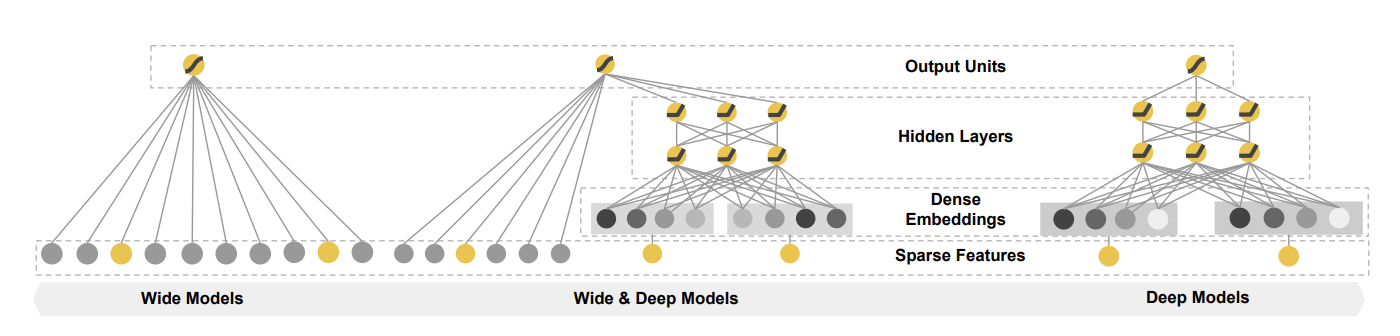 Output Units
Hidden Layers
Dense
Embeddings
Sparse Features
Wide Models
Wide & Deep Models
Deep Models